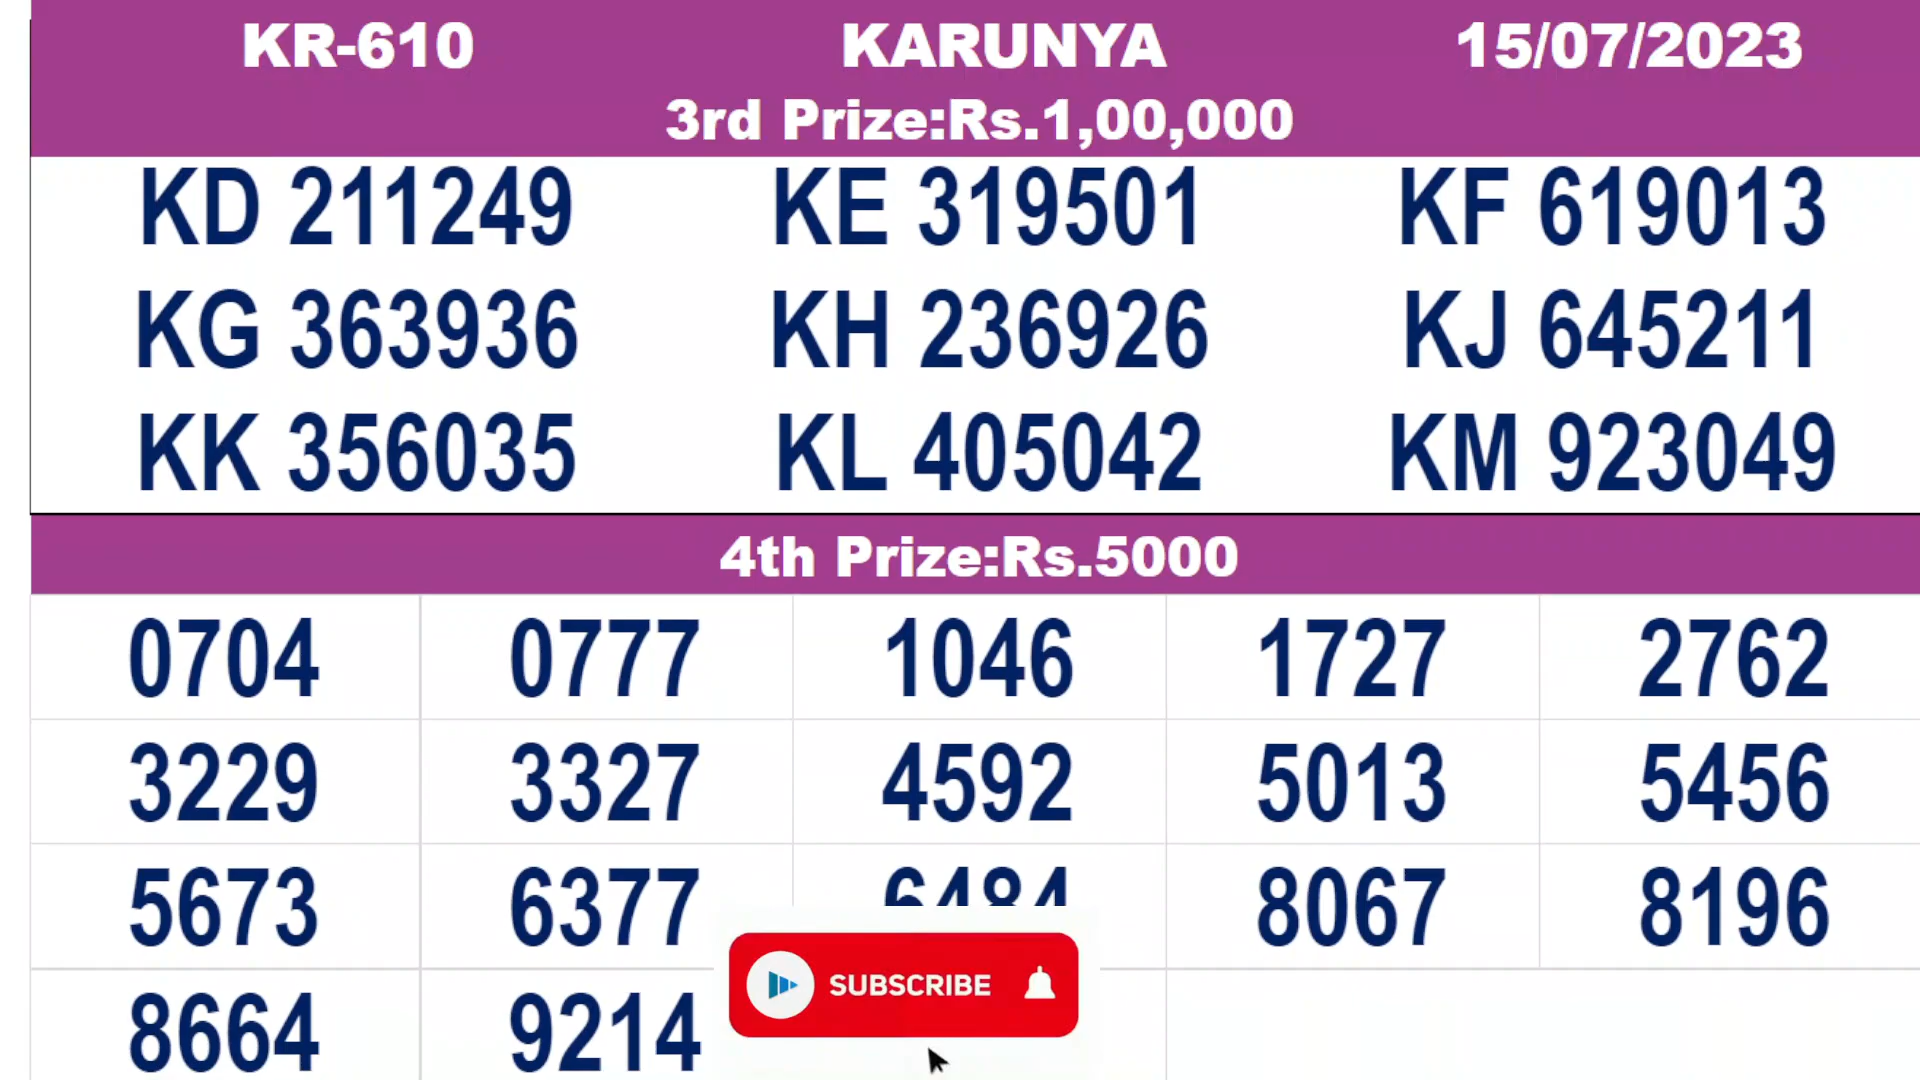 KR-610 KARUNYA 15/07/2023
3rd Prize:Rs.1,00,000
KD 211249 KE 319501 KF 619013
KG 363936 KH 236926 KJ 645211
KK 356035 KL 405042 KM 923049
4th Prize:Rs.5000
0704 0777 1046 1727 2762
3229 3327 4592 5013 5456
5673 6377 8067 8196
8664 9214
SUBSCRIBE